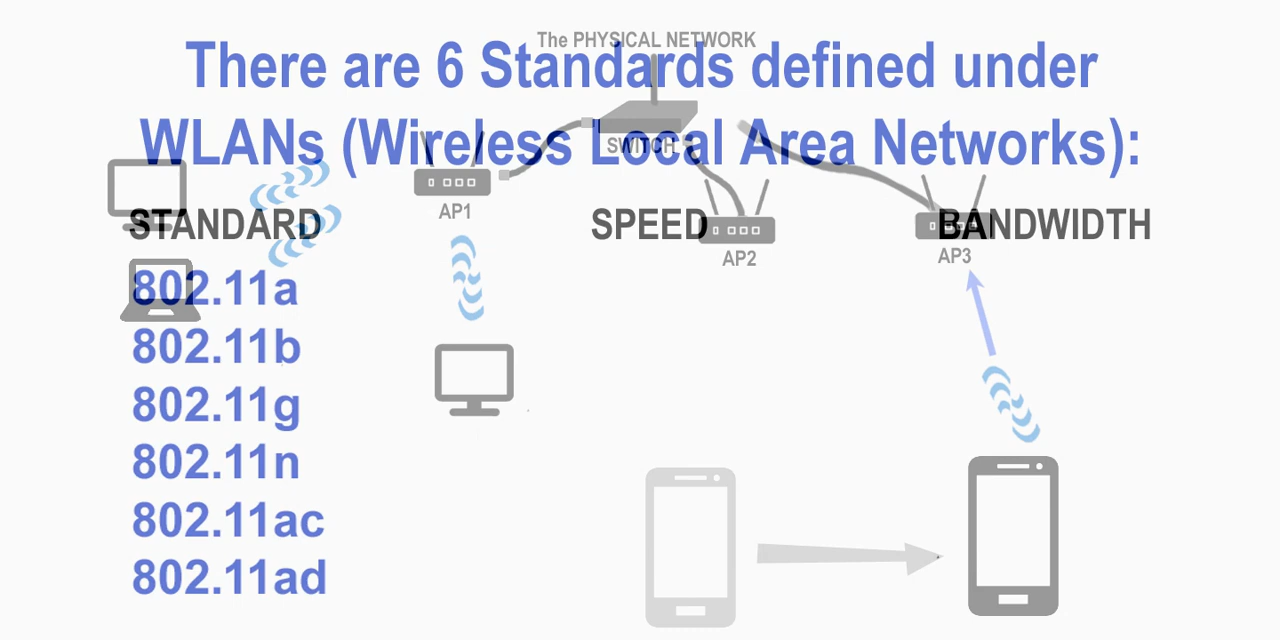 The PHYSICAL NETWORK
There are 6 Standards defined under
WLANs (Wireless Local Area Networks):
SWITCH
AP1
STANDARD SPEED BANDWIDTH
AP2 AP3
802.11a
802.11b
802.11g
802.11n
802.11ac
802.11ad